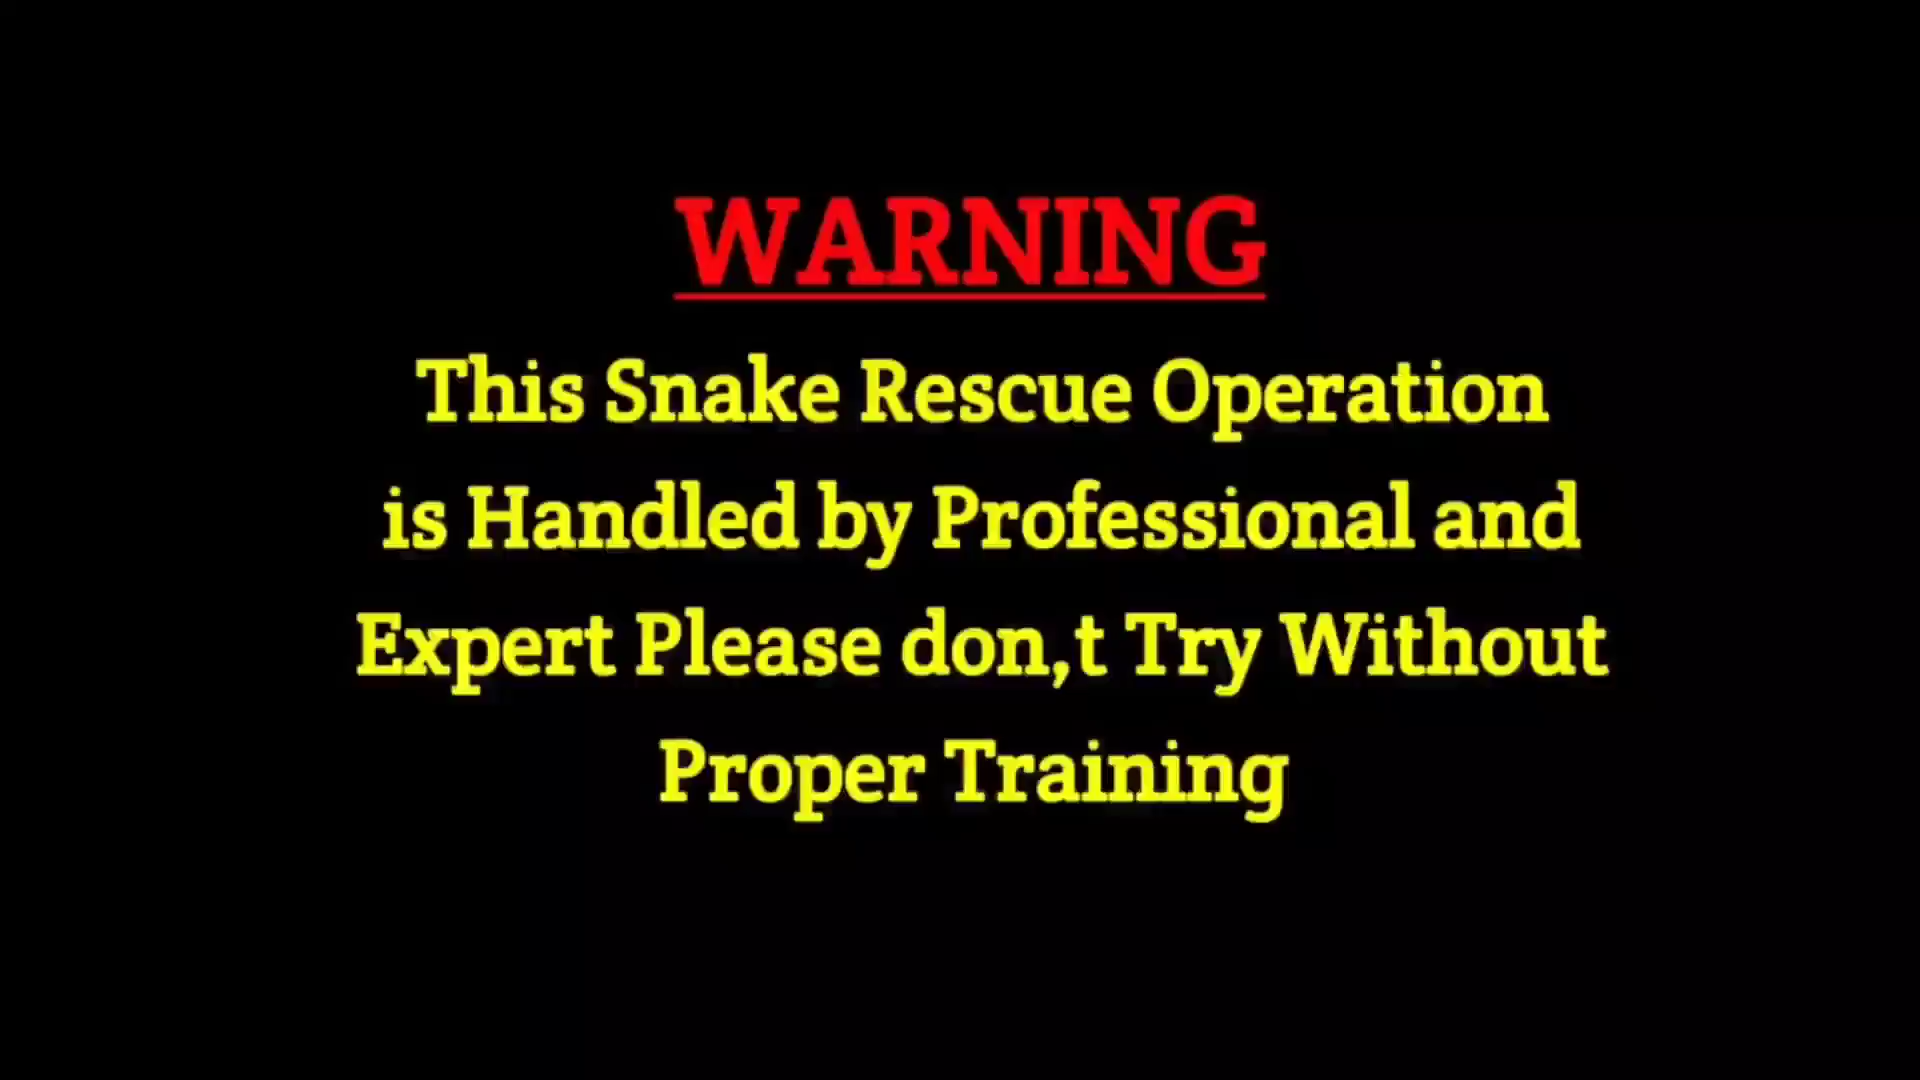 WARNING
This Snake Rescue Operation
is Handled by Professional and
Expert Please don,t Try Without
Proper Training